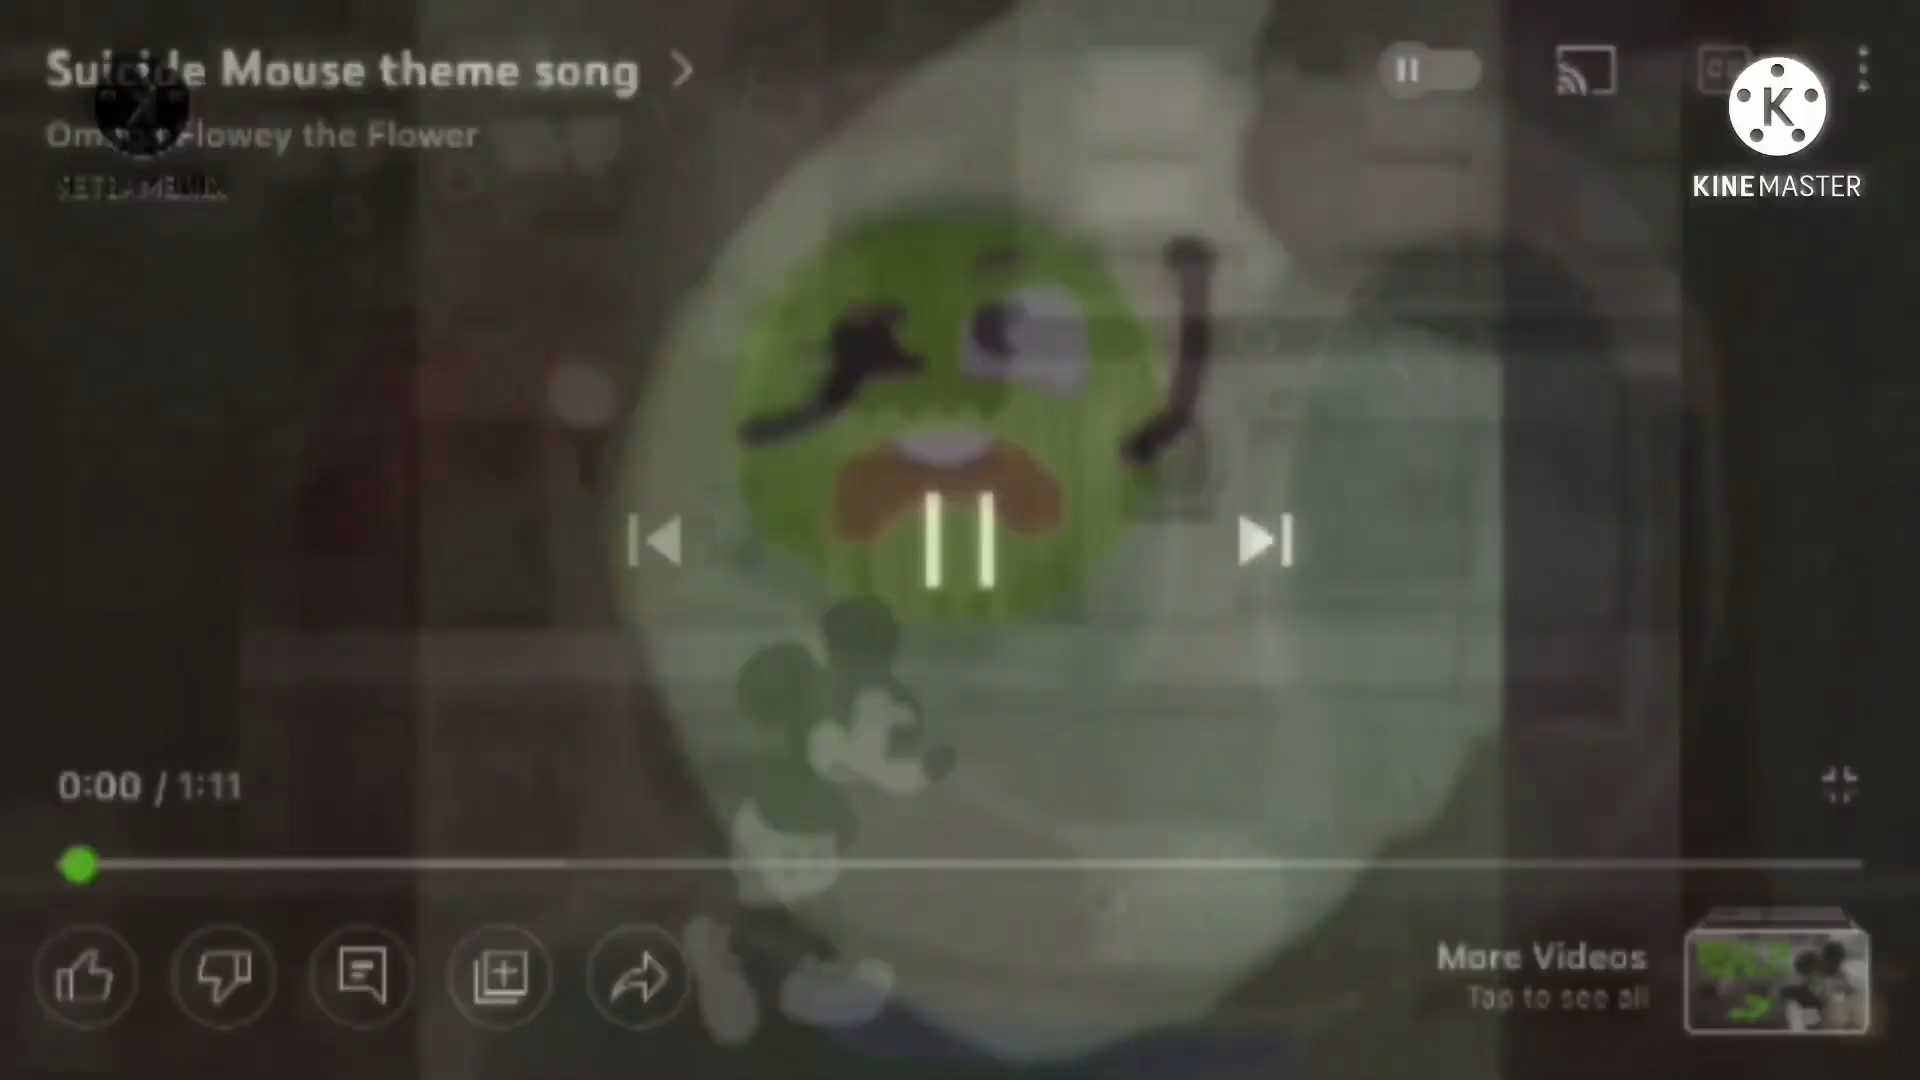 Suicide Mouse theme song
Flowey the Flower
KINEMASTER
0:00 / 1:11
More Videos
Tap to see all